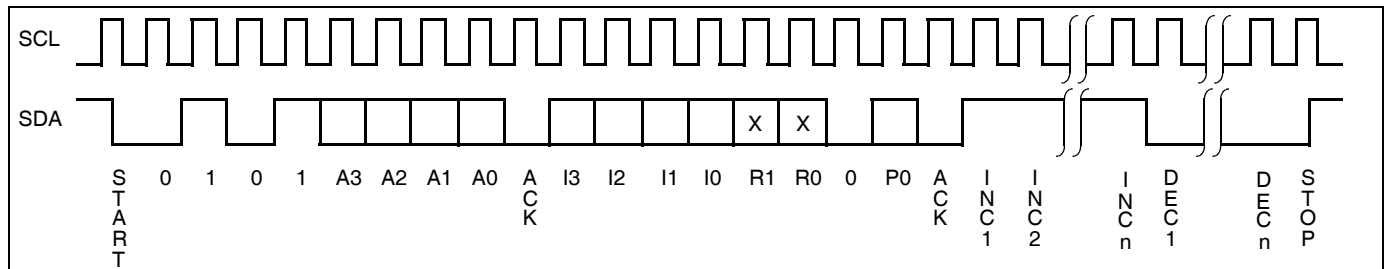 SCL
SDA
X X
START 0 1 0 1 A3 A2 A1 A0 ACK I3 I2 I1 I0 R1 R0 0 P0 ACK INC1 INC2 INCn DEC1 DECn STOP